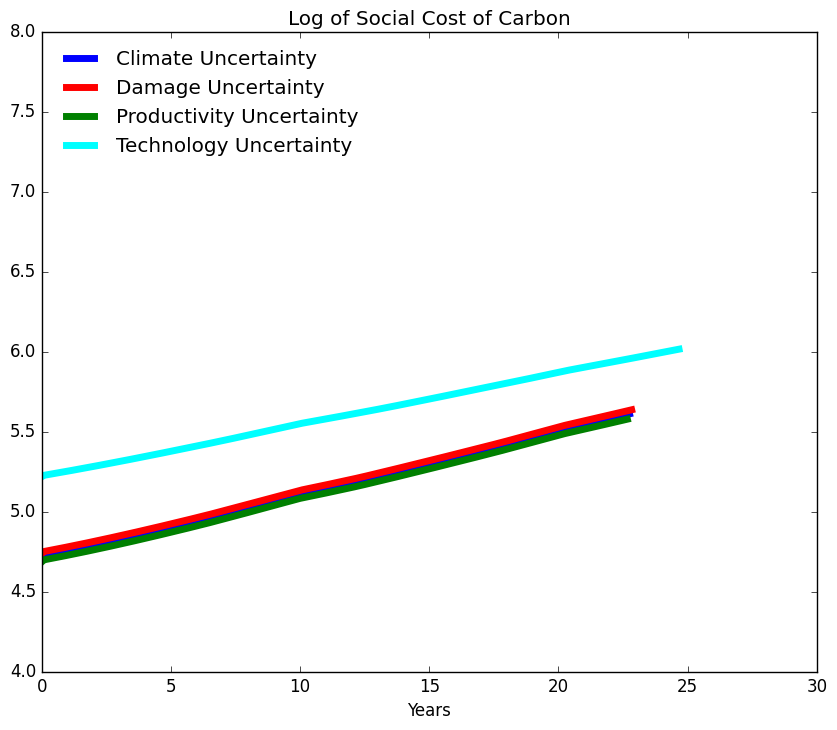 Log of Social Cost of Carbon
8.0
7.5
7.0
6.5
6.0
5.5
5.0
4.5
4.0
Climate Uncertainty
Damage Uncertainty
Productivity Uncertainty
Technology Uncertainty
0 5 10 15 20 25 30
Years